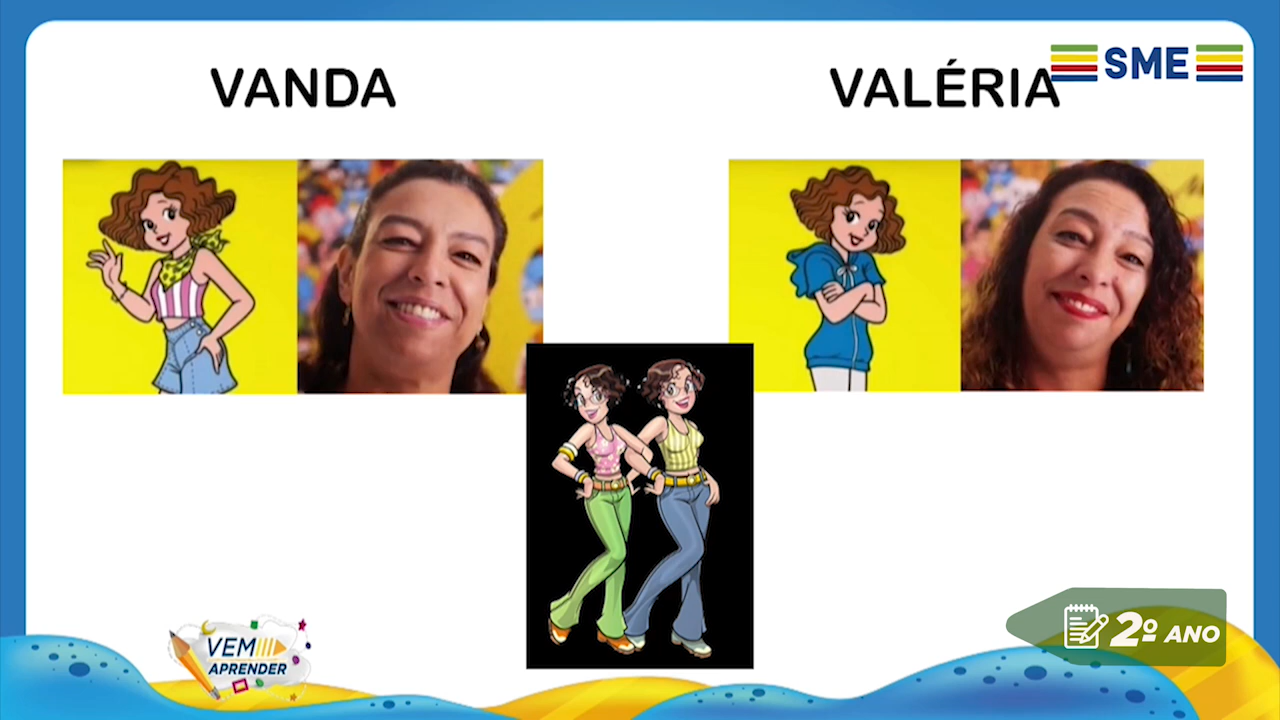 VANDA
VALÉRIA
SME
VEM
APRENDER
2º ANO